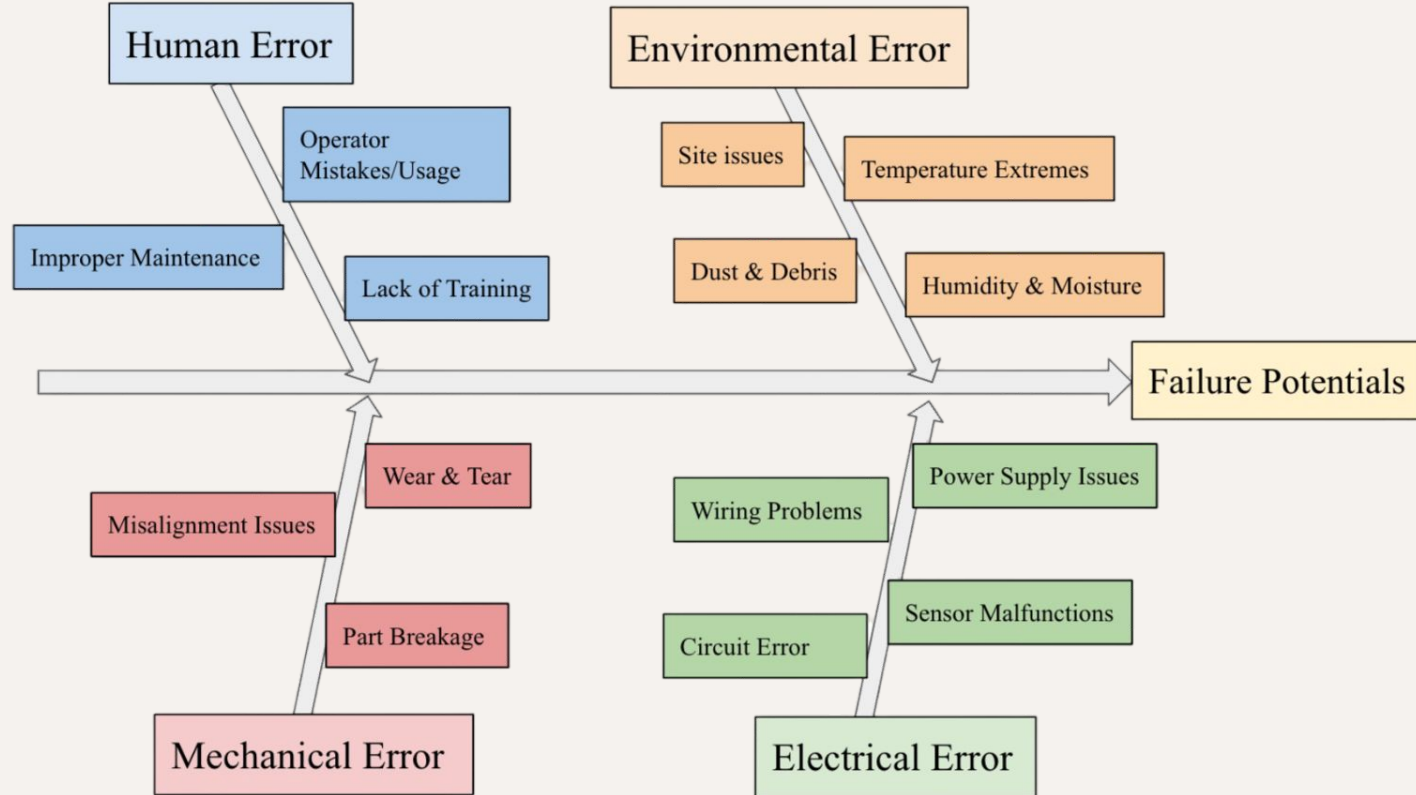 Human Error
Operator
Mistakes/Usage
Improper Maintenance
Lack of Training
Environmental Error
Site issues
Temperature Extremes
Dust & Debris
Humidity & Moisture
Failure Potentials
Wear & Tear
Misalignment Issues
Part Breakage
Mechanical Error
Power Supply Issues
Wiring Problems
Sensor Malfunctions
Circuit Error
Electrical Error